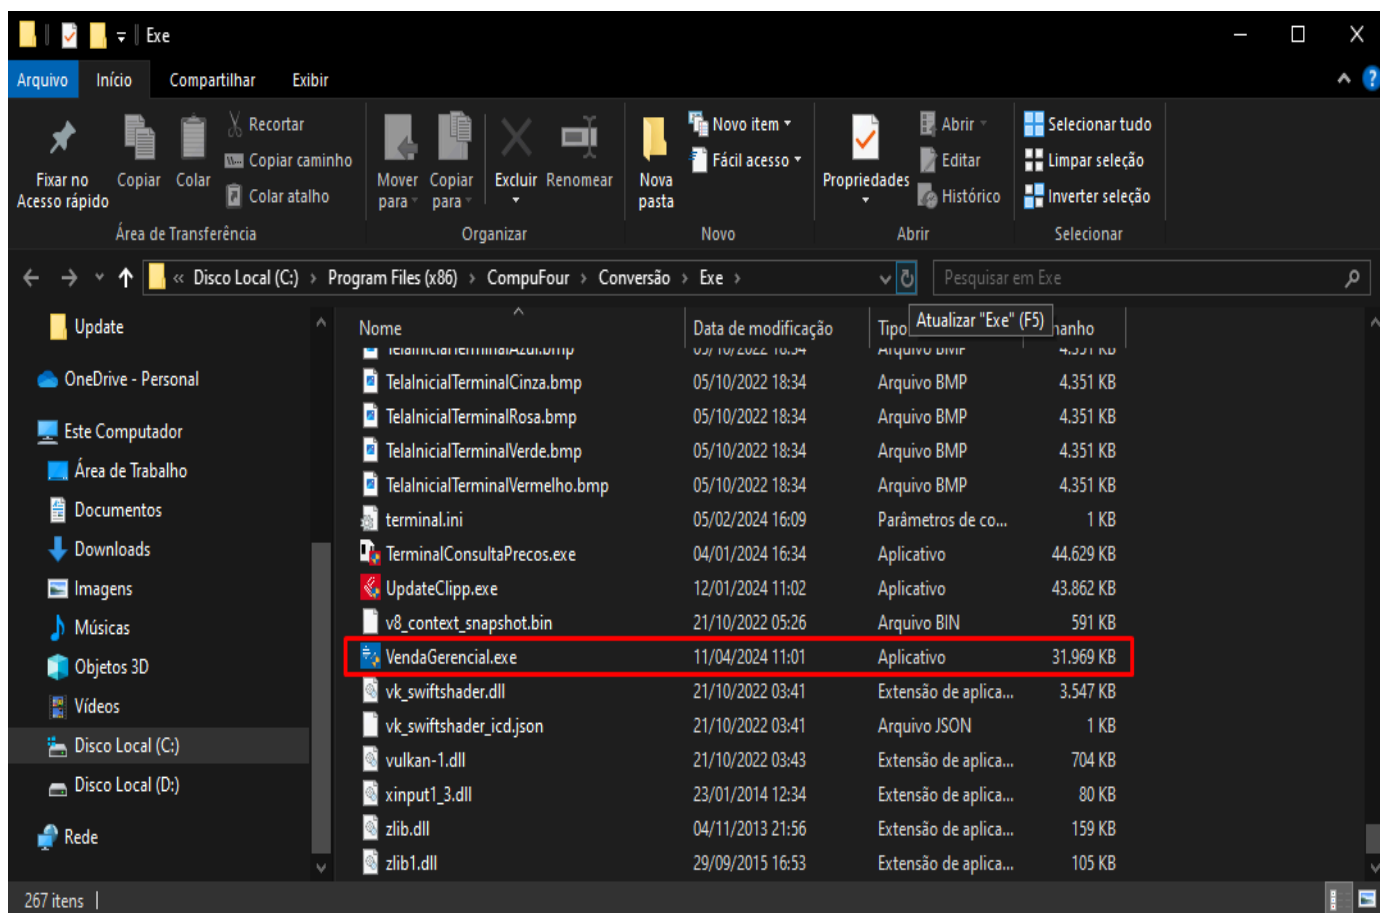 Exe
Arquivo Início Compartilhar Exibir
Fixar no
Acesso rápido
Copiar
Colar
Recortar
Copiar caminho
Colar atalho
Área de Transferência
Mover
para
Copiar
para
Excluir
Renomear
Organizar
Nova
pasta
Novo item
Fácil acesso
Novo
Propriedades
Abrir
Editar
Histórico
Abrir
Selecionar tudo
Limpar seleção
Inverter seleção
Selecionar
« Disco Local (C:) › Program Files (x86) › CompuFour › Conversão › Exe ›
Pesquisar em Exe
Atualizar "Exe" (F5)
Update
OneDrive - Personal
Este Computador
Área de Trabalho
Documentos
Downloads
Imagens
Músicas
Objetos 3D
Vídeos
Disco Local (C:)
Disco Local (D:)
Rede
Nome Data de modificação Tipo
TelaInicialTerminalAzul.bmp 05/10/2022 18:34 Arquivo BMP 4.351 KB
TelaInicialTerminalCinza.bmp 05/10/2022 18:34 Arquivo BMP 4.351 KB
TelaInicialTerminalRosa.bmp 05/10/2022 18:34 Arquivo BMP 4.351 KB
TelaInicialTerminalVerde.bmp 05/10/2022 18:34 Arquivo BMP 4.351 KB
TelaInicialTerminalVermelho.bmp 05/10/2022 18:34 Arquivo BMP 4.351 KB
terminal.ini 05/02/2024 16:09 Parâmetros de co... 1 KB
TerminalConsultaPrecos.exe 04/01/2024 16:34 Aplicativo 44.629 KB
UpdateClipp.exe 12/01/2024 11:02 Aplicativo 43.862 KB
v8_context_snapshot.bin 21/10/2022 05:26 Arquivo BIN 591 KB
VendaGerencial.exe 11/04/2024 11:01 Aplicativo 31.969 KB
vk_swiftshader.dll 21/10/2022 03:41 Extensão de aplica... 3.547 KB
vk_swiftshader_icd.json 21/10/2022 03:41 Arquivo JSON 1 KB
vulkan-1.dll 21/10/2022 03:43 Extensão de aplica... 704 KB
xinput1_3.dll 23/01/2014 12:34 Extensão de aplica... 80 KB
zlib.dll 04/11/2013 21:56 Extensão de aplica... 159 KB
zlib1.dll 29/09/2015 16:53 Extensão de aplica... 105 KB
267 itens